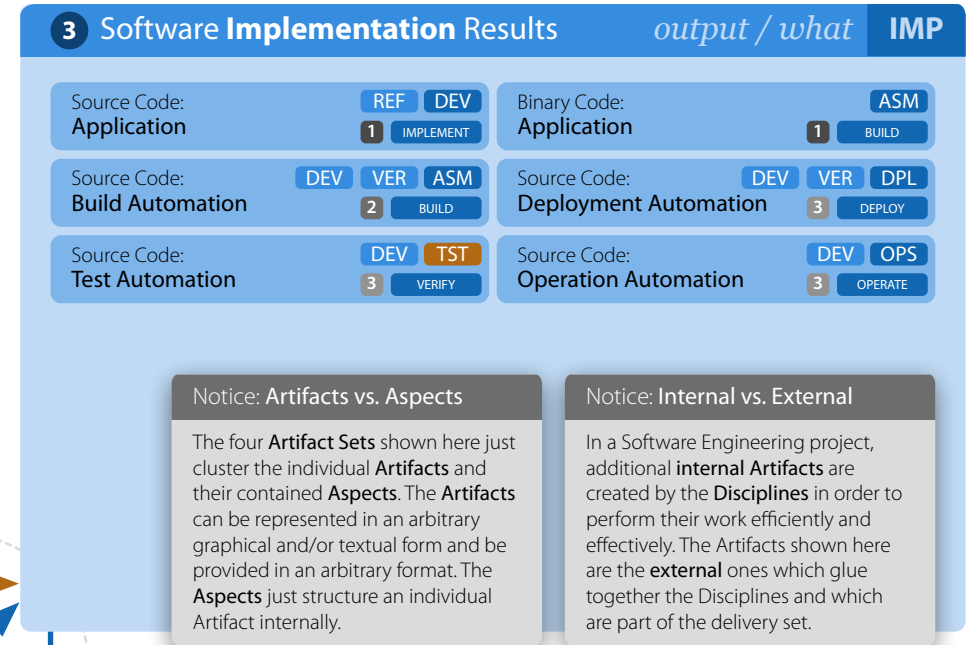 3 Software Implementation Results output / what IMP
Source Code: REF DEV
Application 1 IMPLEMENT
Binary Code: ASM
Application 1 BUILD
Source Code: DEV VER ASM
Build Automation 2 BUILD
Source Code: DEV VER DPL
Deployment Automation 3 DEPLOY
Source Code: DEV TST
Test Automation 3 VERIFY
Source Code: DEV OPS
Operation Automation 3 OPERATE
Notice: Artifacts vs. Aspects
The four Artifact Sets shown here just
cluster the individual Artifacts and
their contained Aspects. The Artifacts
can be represented in an arbitrary
graphical and/or textual form and be
provided in an arbitrary format. The
Aspects just structure an individual
Artifact internally.
Notice: Internal vs. External
In a Software Engineering project,
additional internal Artifacts are
created by the Disciplines in order to
perform their work efficiently and
effectively. The Artifacts shown here
are the external ones which glue
together the Disciplines and which
are part of the delivery set.